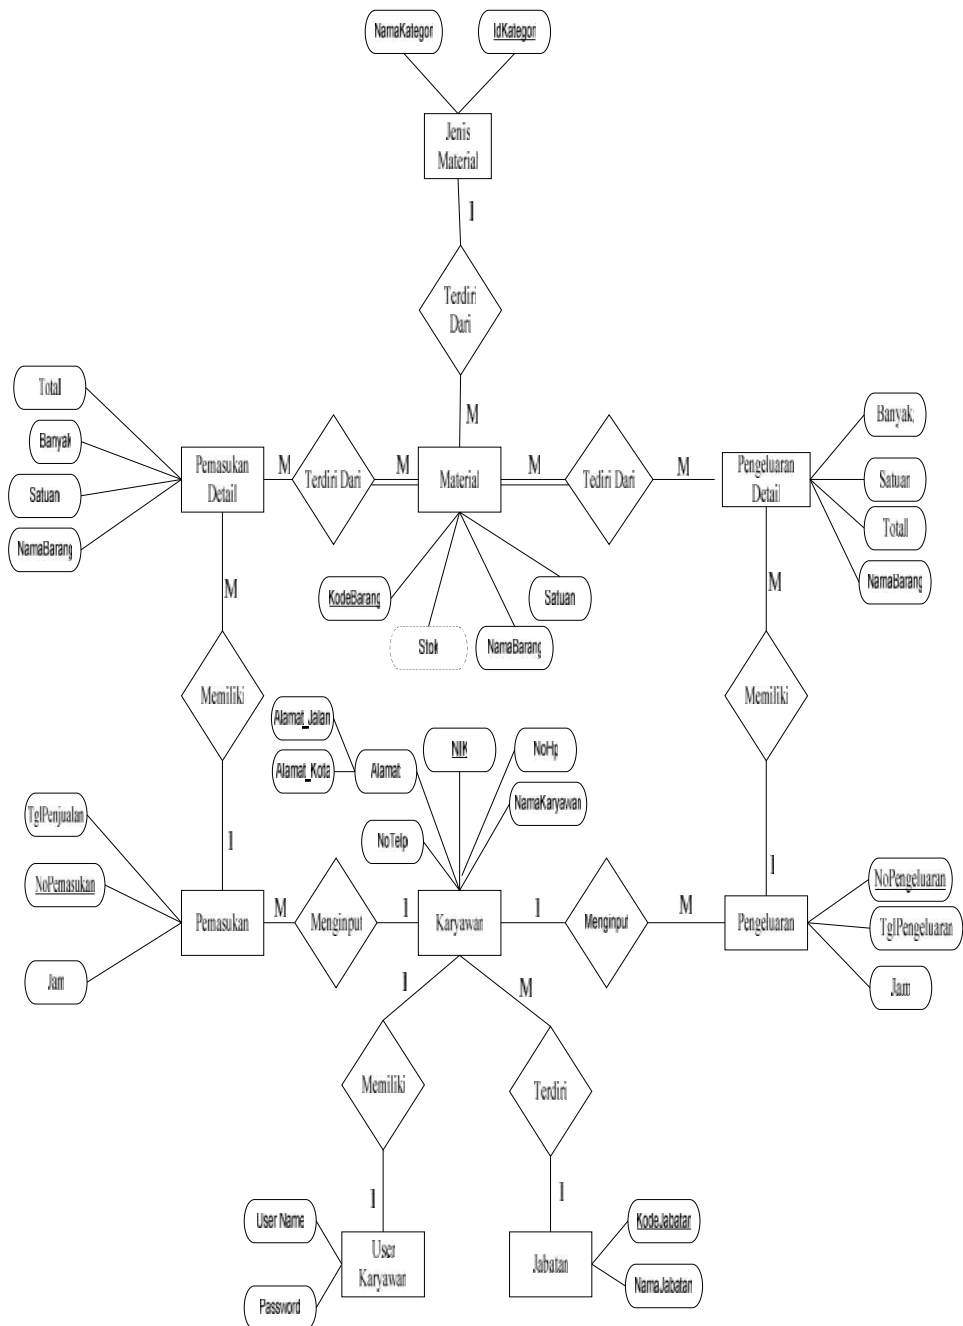 NamaKategori
IdKategori
Jenis
Material
1
Terdiri
Dari
M
Total
Banyak
Satuan
NamaBarang
Pemasukan
Detail
M
Terdiri Dari
M
Material
M
Tediri Dari
M
Pengeluaran
Detail
Banyak
Satuan
Total
NamaBarang
KodeBarang
Stok
NamaBarang
Satuan
M
M
Memiliki
Memiliki
Alamat_Jalan
Alamat_Kota
Alamat
NIK
NoHp
NamaKaryawan
NoTelp
1
1
TglPenjualan
NoPemasukan
Jam
Pemasukan
M
Menginput
1
Karyawan
1
Menginput
M
Pengeluaran
NoPengeluaran
TglPengeluaran
Jam
1
M
Memiliki
Terdiri
1
1
User Name
Password
User
Karyawan
Jabatan
KodeJabatan
NamaJabatan